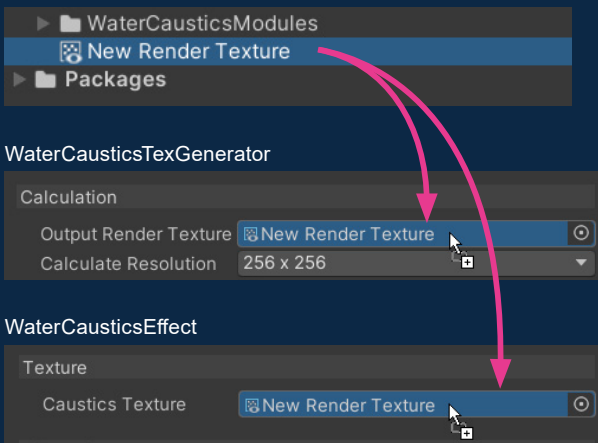 WaterCausticsModules
New Render Texture
Packages
WaterCausticsTexGenerator
Calculation
Output Render Texture New Render Texture
Calculate Resolution 256 x 256
WaterCausticsEffect
Texture
Caustics Texture New Render Texture